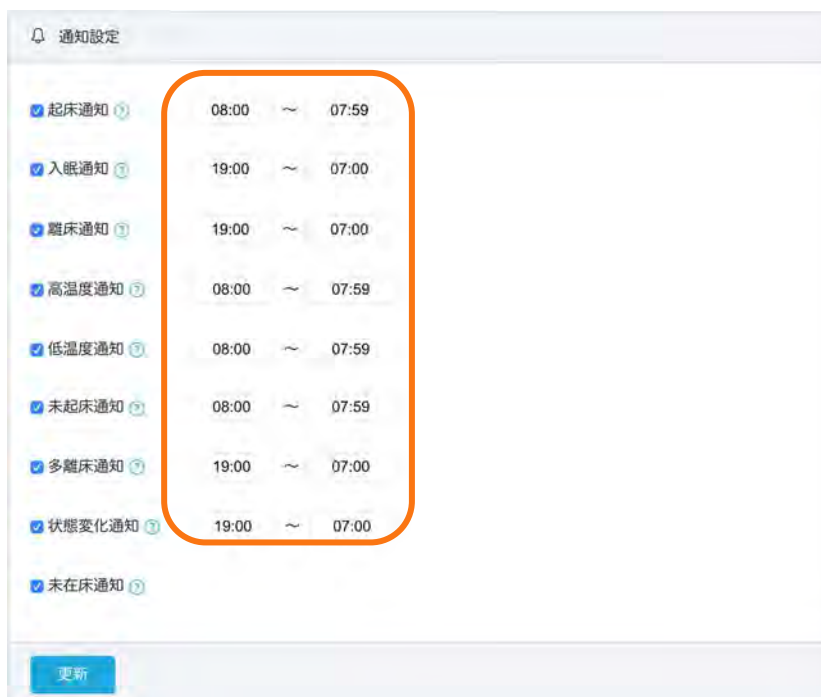 通知設定
起床通知 ? 08:00 ~ 07:59
入眠通知 ? 19:00 ~ 07:00
離床通知 ? 19:00 ~ 07:00
高温度通知 ? 08:00 ~ 07:59
低温度通知 ? 08:00 ~ 07:59
未起床通知 ? 08:00 ~ 07:59
多離床通知 ? 19:00 ~ 07:00
状態変化通知 ? 19:00 ~ 07:00
未在床通知 ?
更新